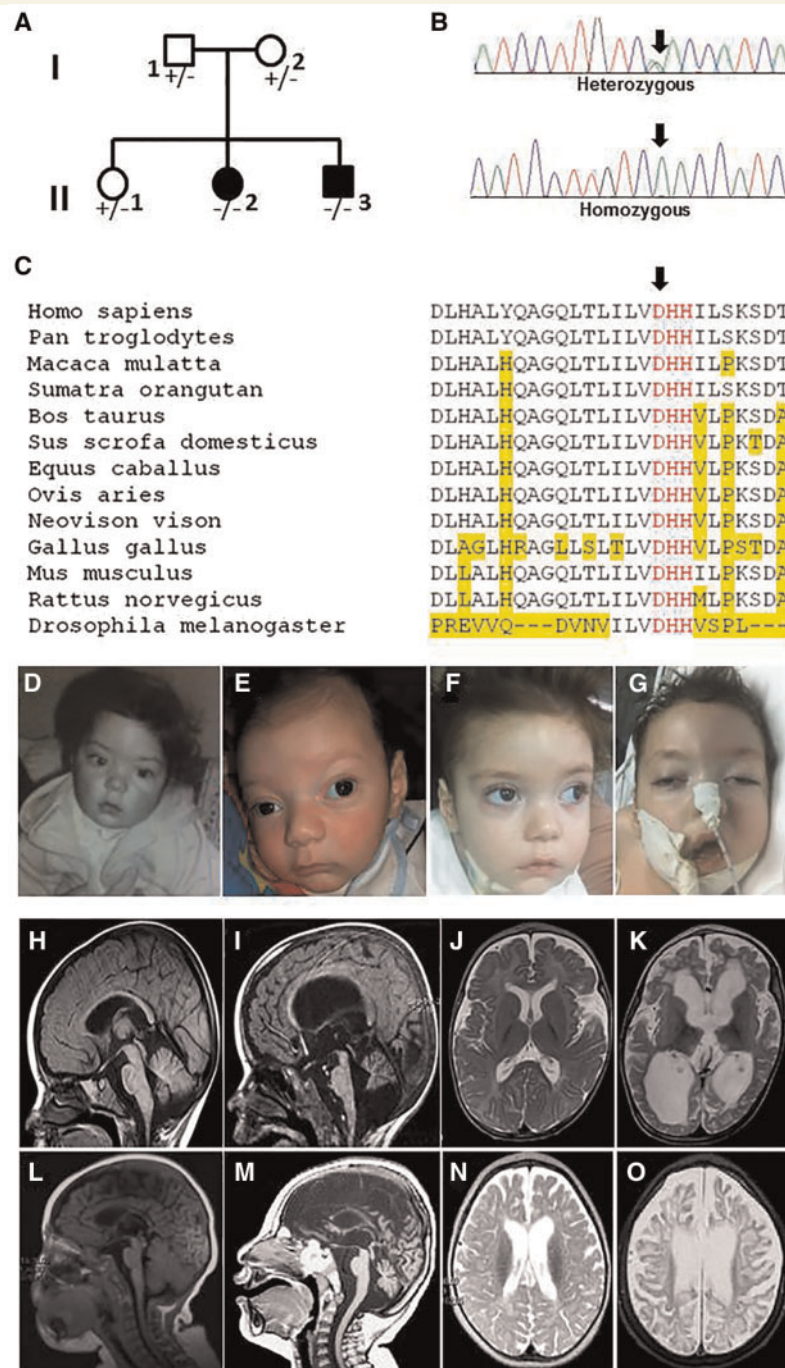 A
B
I
1
+/-
2
+/-
Heterozygous
II
+/-
1
-/-
2
-/-
3
Homozygous
C
Homo sapiens DLHALYQAGQLTLILVDHHILSKSDT
Pan troglodytes DLHALYQAGQLTLILVDHHILSKSDT
Macaca mulatta DLHALHQAGQLTLILVDHHILPKSDT
Sumatra orangutan DLHALHQAGQLTLILVDHHILSKSDT
Bos taurus DLHALHQAGQLTLILVDHHVLPKSDA
Sus scrofa domesticus DLHALHQAGQLTLILVDHHVLPKTDA
Equus caballus DLHALHQAGQLTLILVDHHVLPKSDA
Ovis aries DLHALHQAGQLTLILVDHHVLPKSDA
Neovison vison DLHALHQAGQLTLILVDHHVLPKSDA
Gallus gallus DLAGLHRAGLLSLTLVDHHVLPSTDA
Mus musculus DLLALHQAGQLTLILVDHHILPKSDA
Rattus norvegicus DLLALHQAGQLTLILVDHHMLPKSDA
Drosophila melanogaster PREVVQ---DVNVILVDHHVSPL---
D
E
F
G
H
I
J
K
L
M
N
O